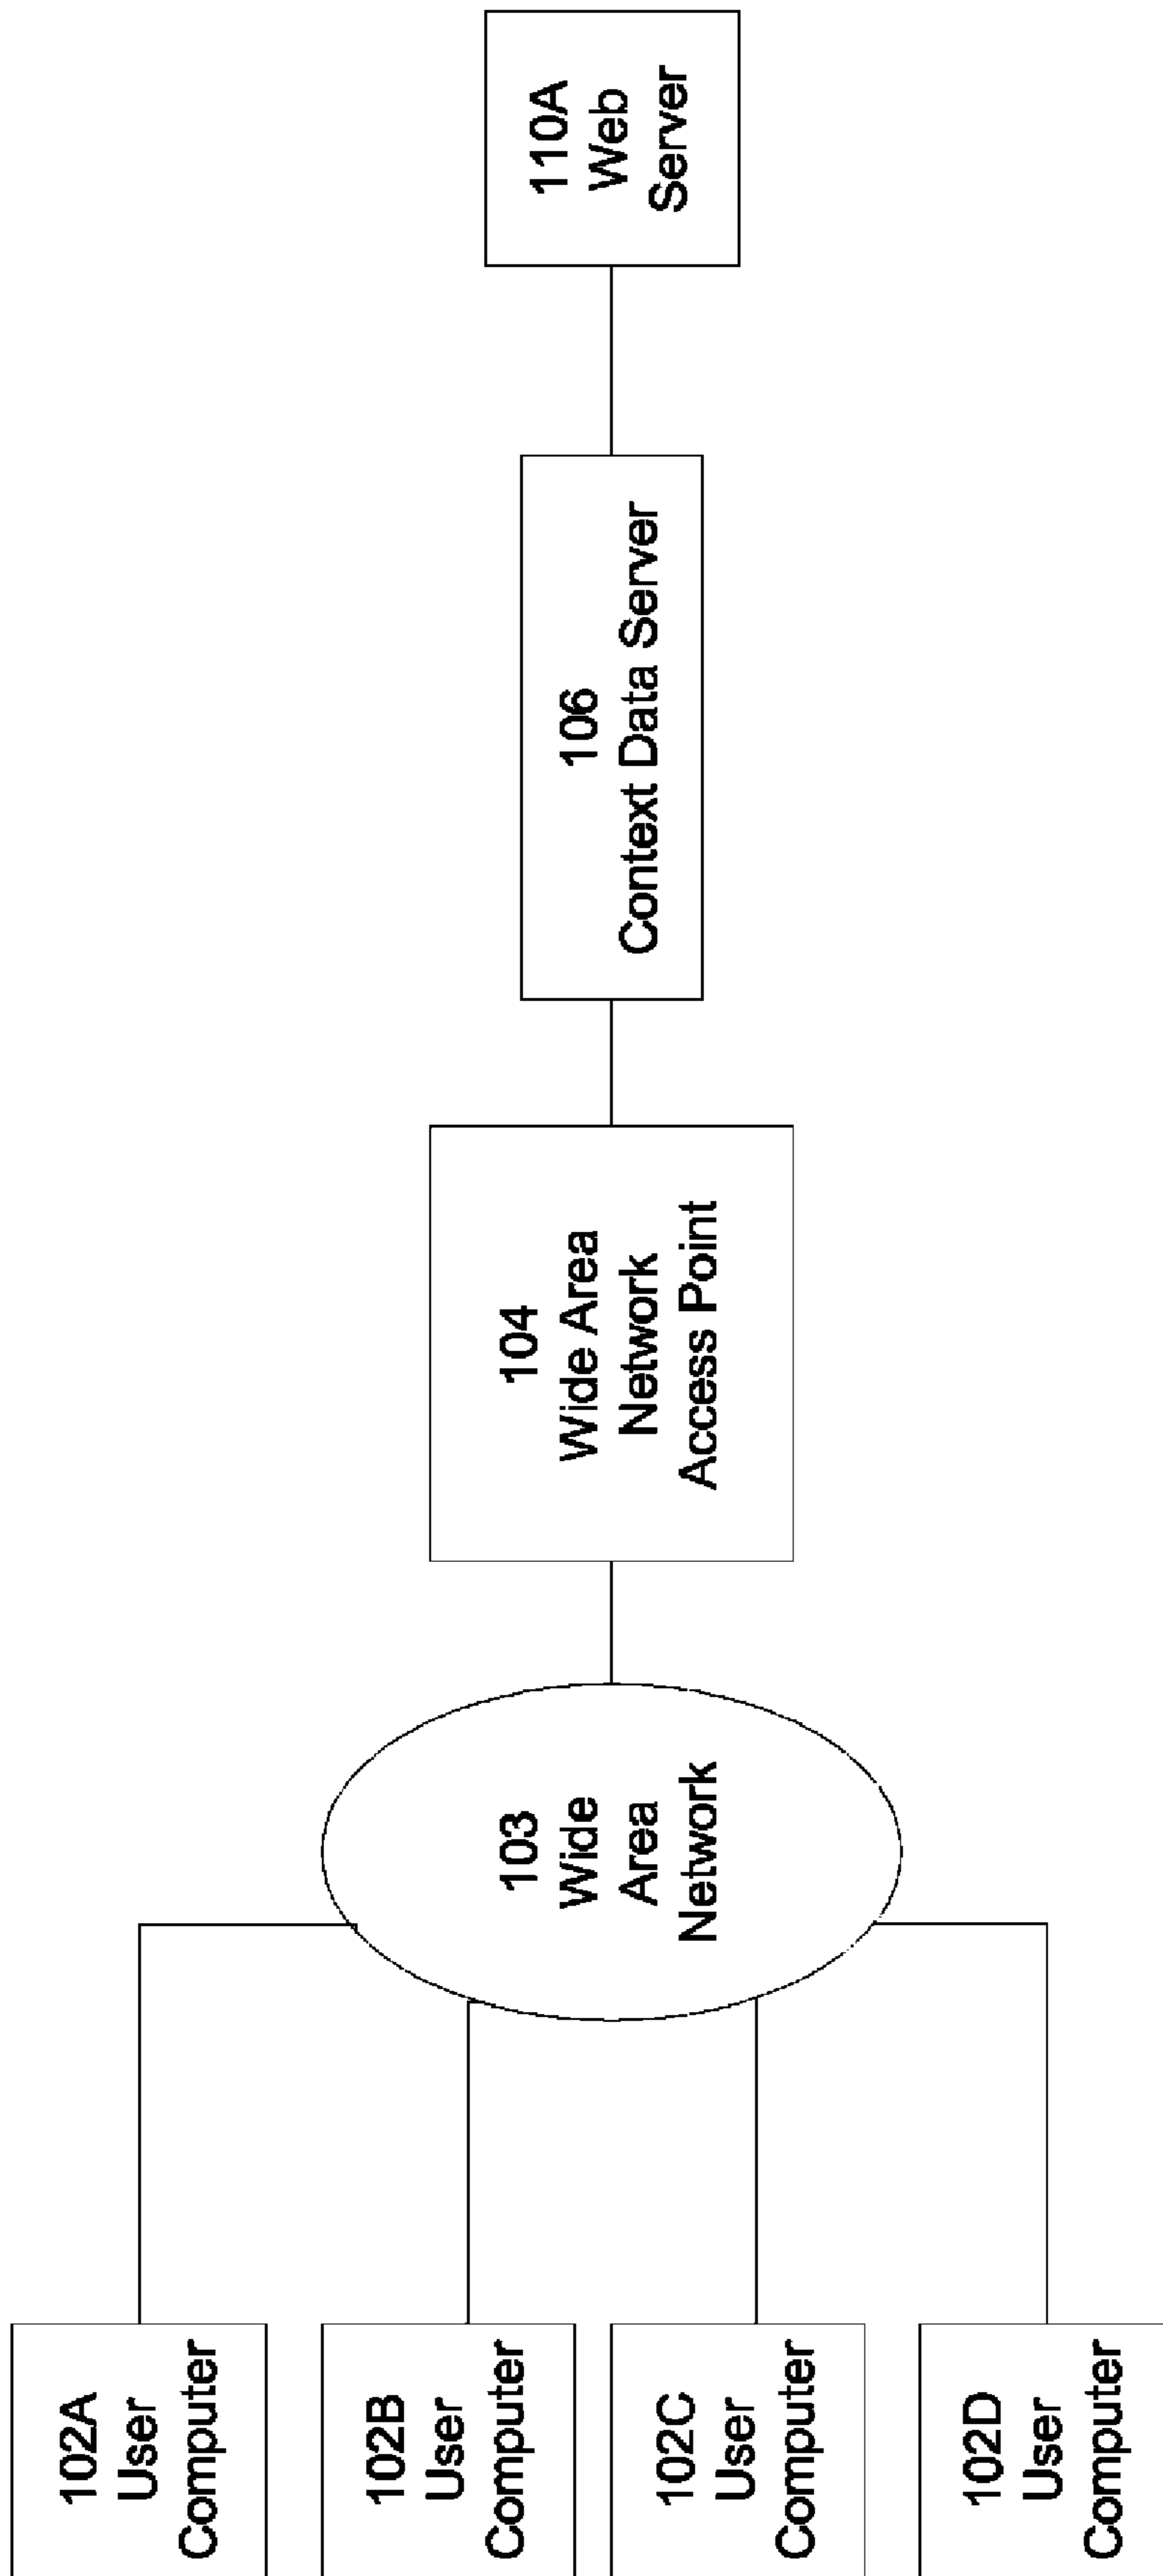 102A
User
Computer
102B
User
Computer
102C
User
Computer
102D
User
Computer
103
Wide
Area
Network
104
Wide Area
Network
Access Point
106
Context Data Server
110A
Web
Server